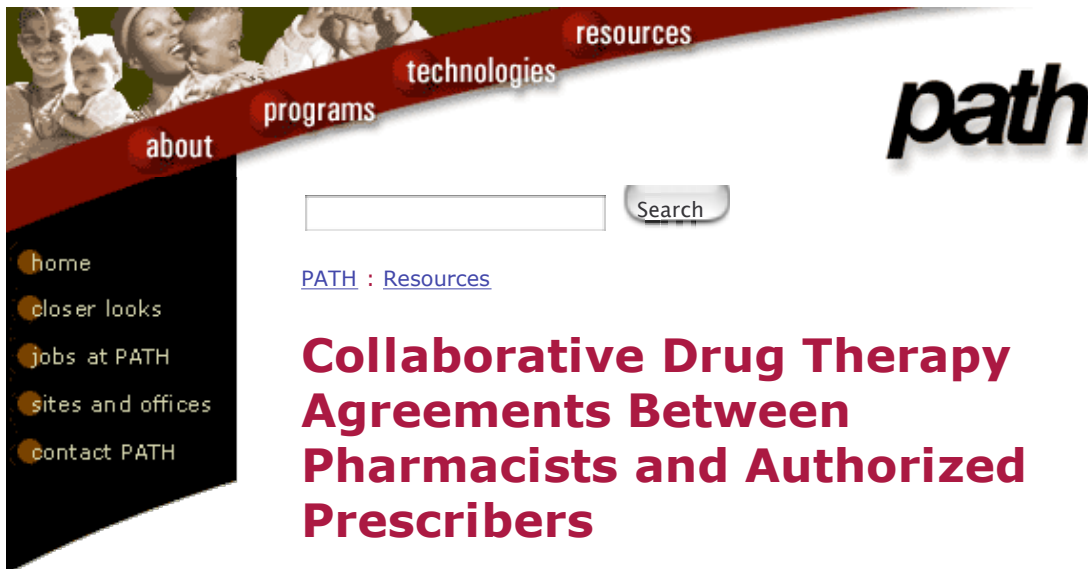 resources
technologies
programs
about
path
Search
home
closer looks
jobs at PATH
sites and offices
contact PATH
PATH : Resources
Collaborative Drug Therapy
Agreements Between
Pharmacists and Authorized
Prescribers